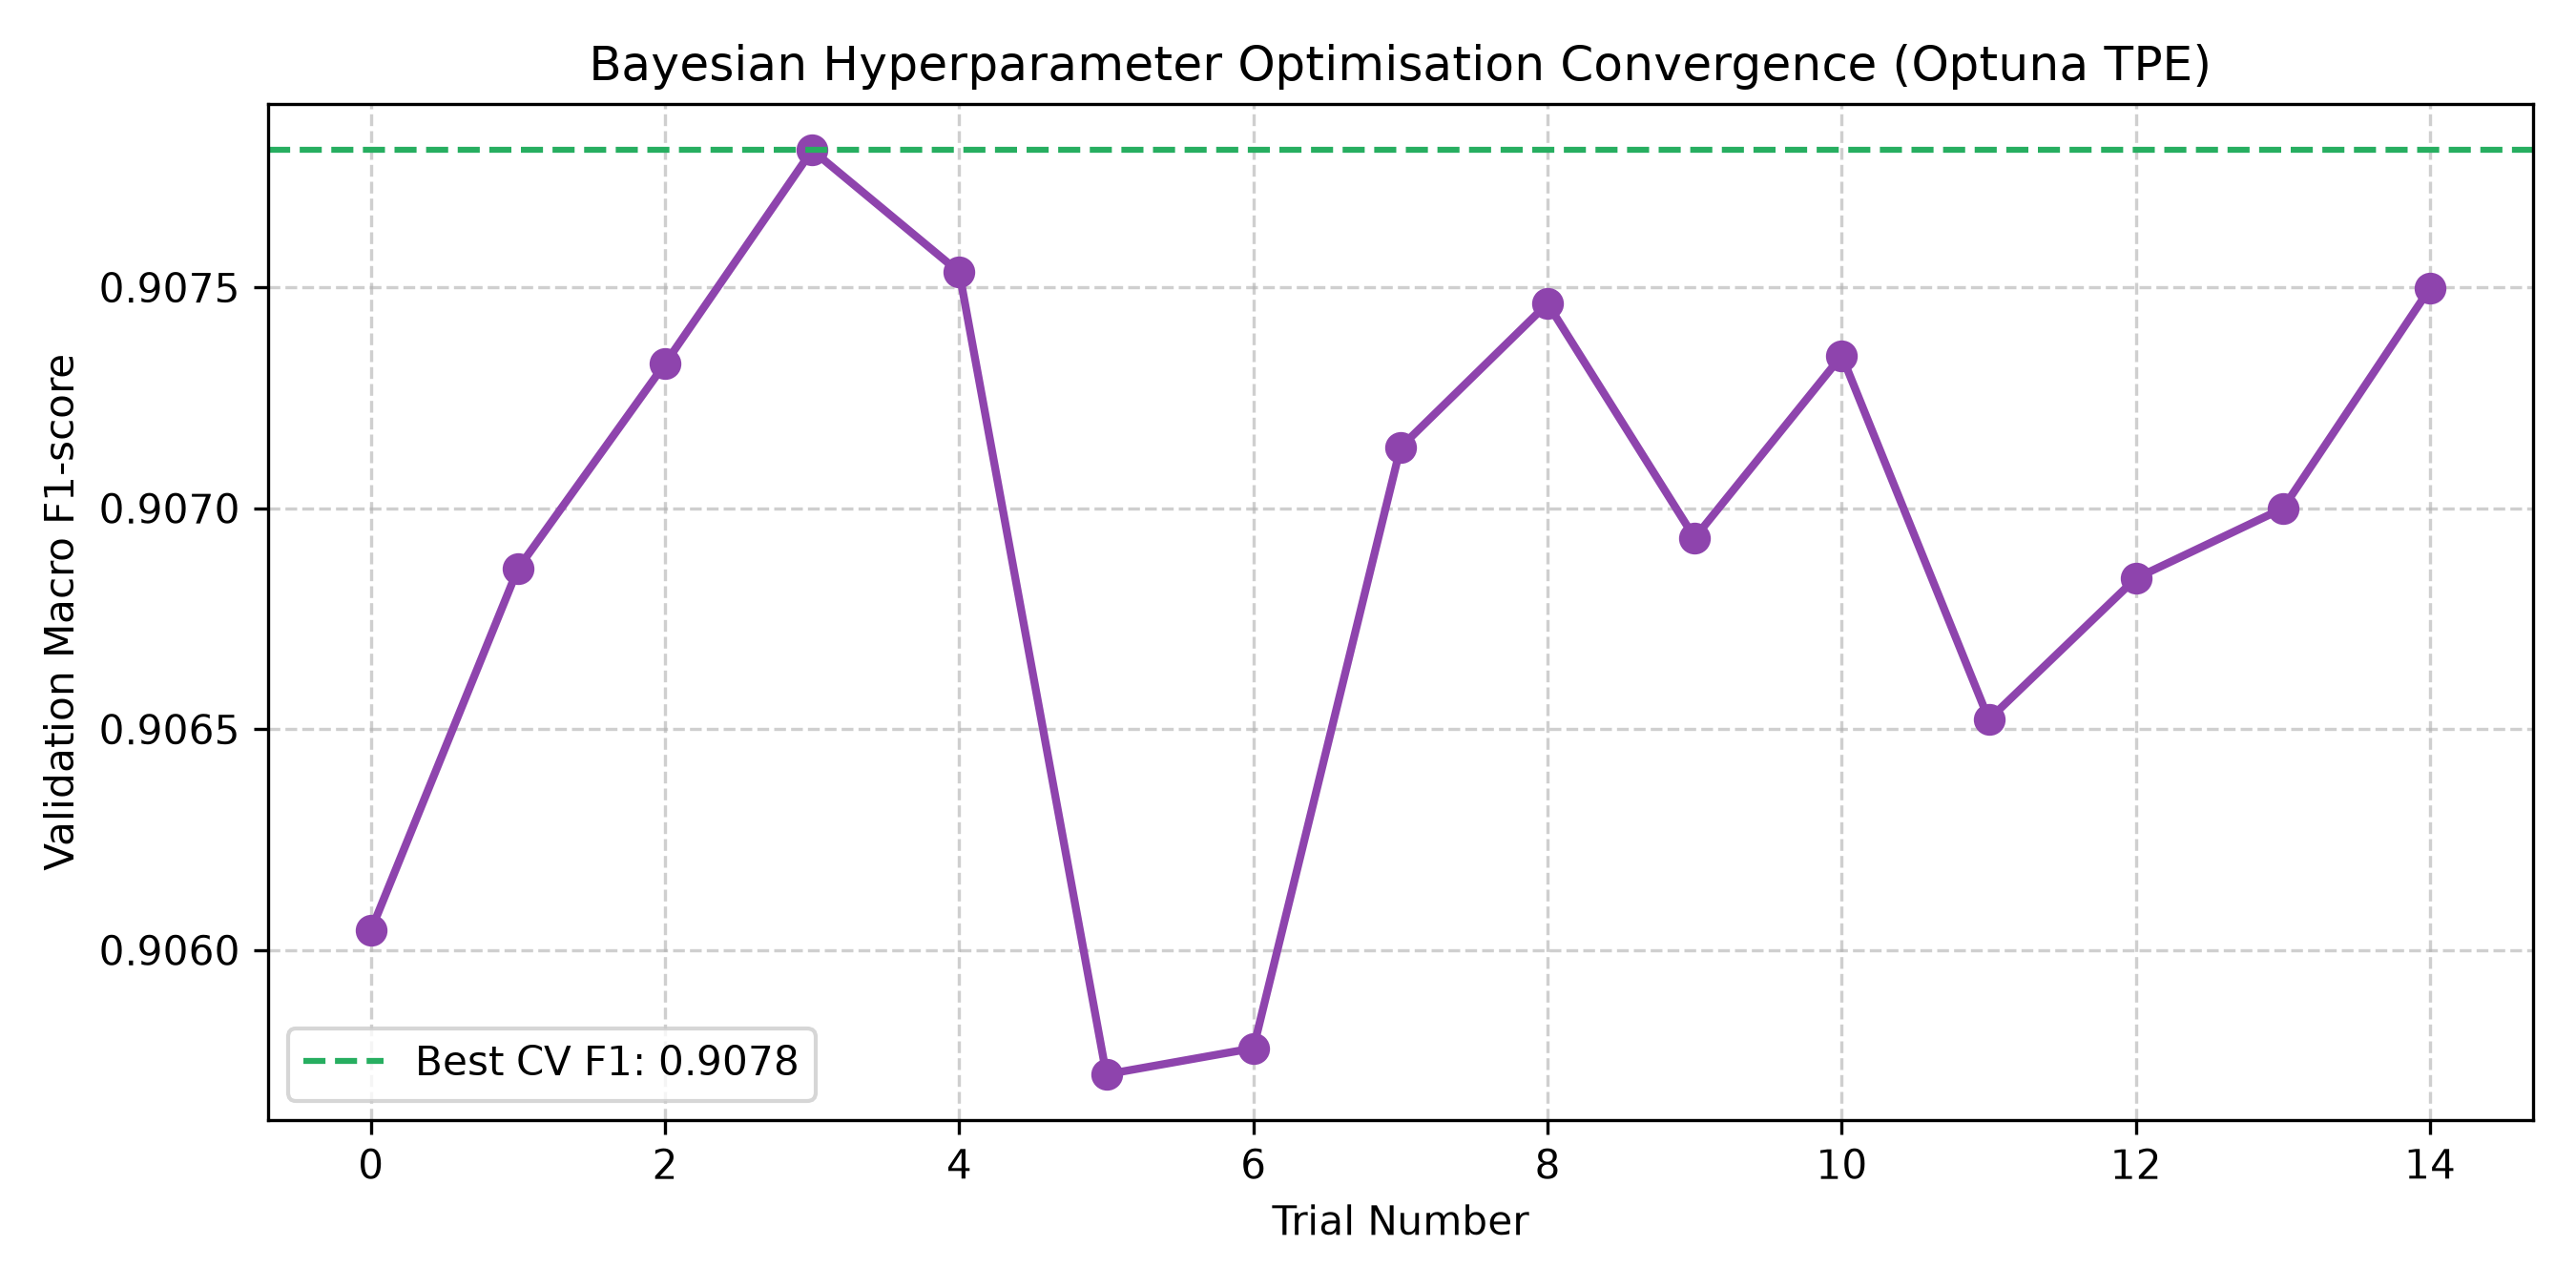 Bayesian Hyperparameter Optimisation Convergence (Optuna TPE)
Validation Macro F1-score
0.9075
0.9070
0.9065
0.9060
Best CV F1: 0.9078
0 2 4 6 8 10 12 14
Trial Number